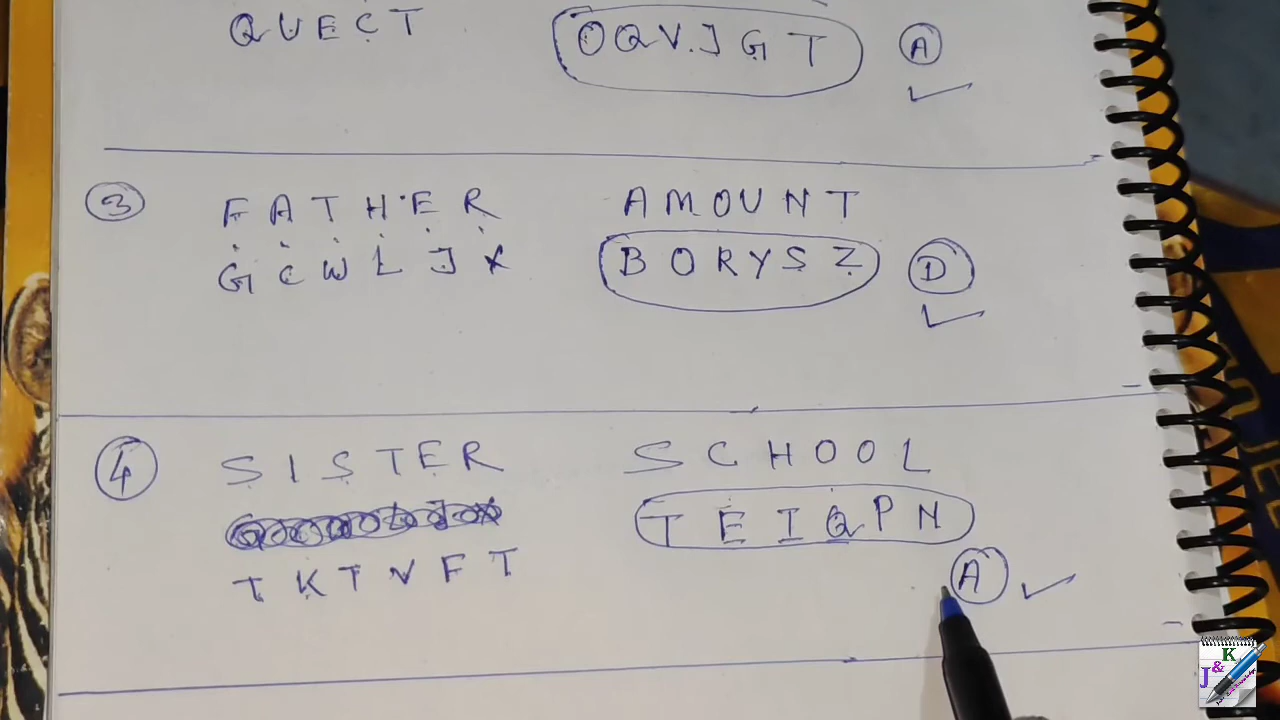 QUECT OQVJGT A
3 FATHER AMOUNT
GCWLJX BORYSZ D
4 SISTER SCHOOL
TKTVFT TEIQPN
A
J&K